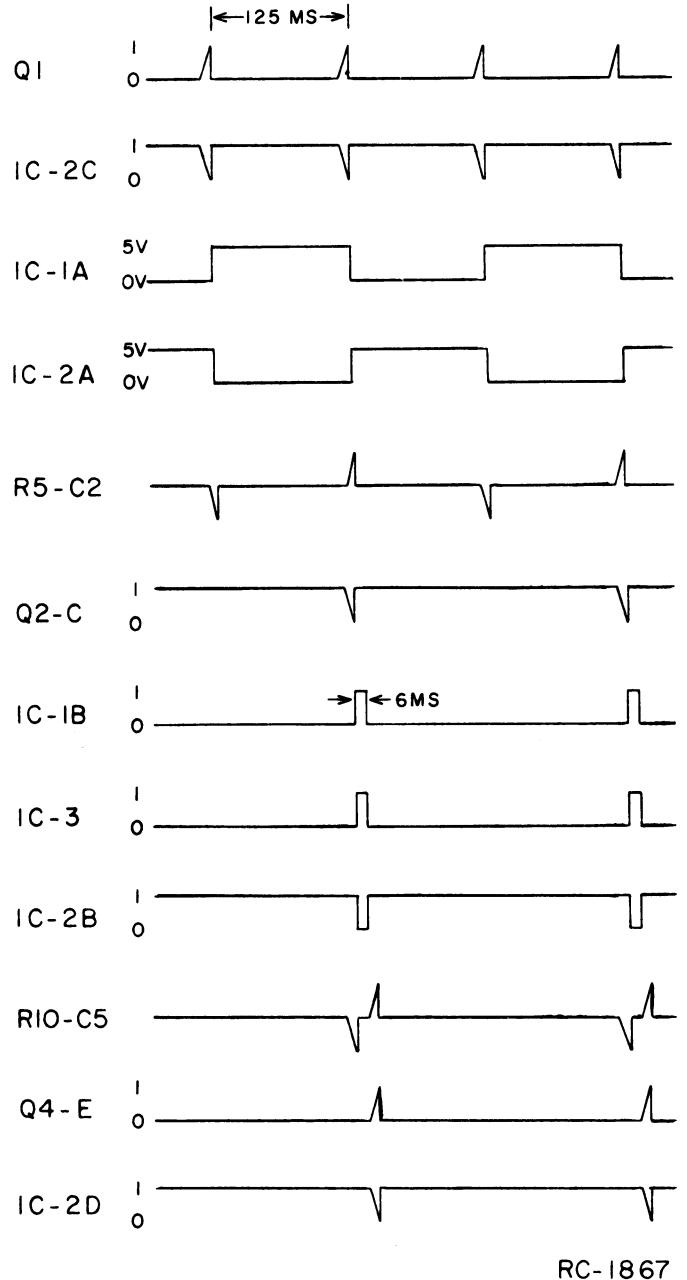 125 MS
Q1 1 0
IC-2C 1 0
IC-1A 5V 0V
IC-2A 5V 0V
R5-C2
Q2-C 1 0
IC-1B 1 0 6MS
IC-3 1 0
IC-2B 1 0
R10-C5
Q4-E 1 0
IC-2D 1 0
RC-1867